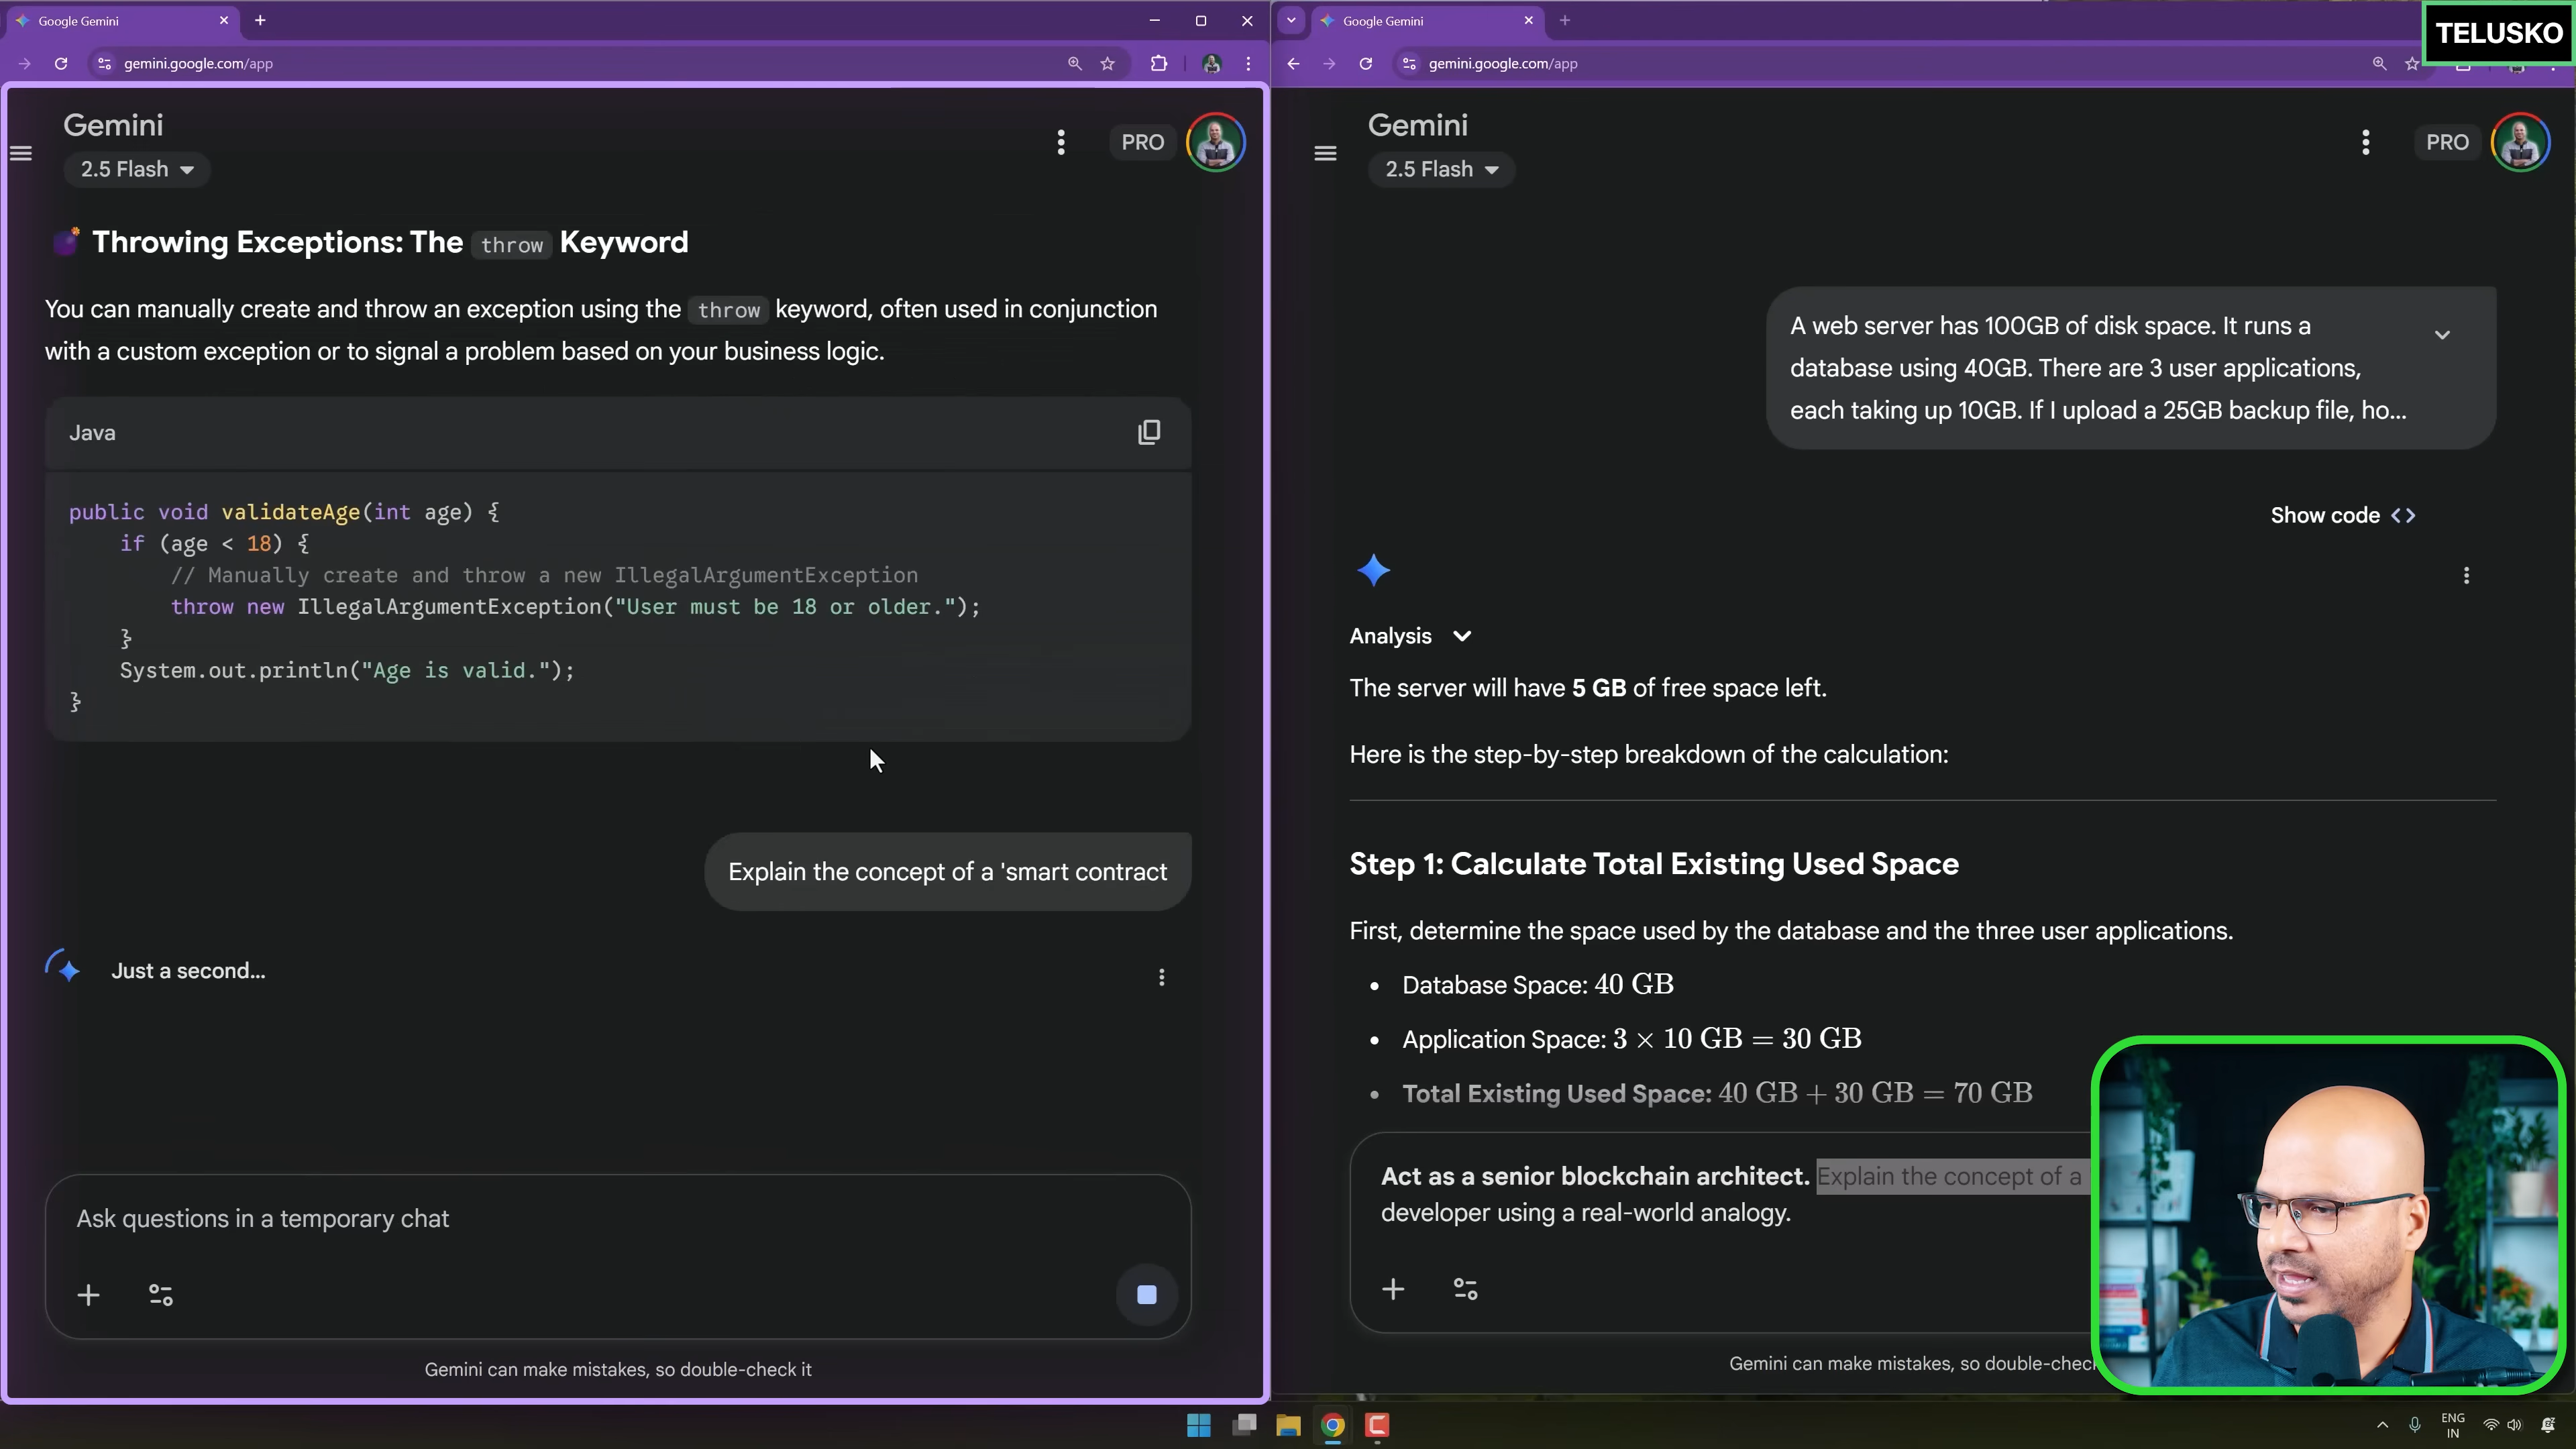 Google Gemini
gemini.google.com/app
Gemini
PRO
2.5 Flash
Throwing Exceptions: The throw Keyword
You can manually create and throw an exception using the throw keyword, often used in conjunction
with a custom exception or to signal a problem based on your business logic.
Java
public void validateAge(int age) {
if (age < 18) {
// Manually create and throw a new IllegalArgumentException
throw new IllegalArgumentException("User must be 18 or older.");
}
System.out.println("Age is valid.");
}
Explain the concept of a 'smart contract
Just a second...
Ask questions in a temporary chat
Gemini can make mistakes, so double-check it
Google Gemini
TELUSKO
gemini.google.com/app
Gemini
PRO
2.5 Flash
A web server has 100GB of disk space. It runs a
database using 40GB. There are 3 user applications,
each taking up 10GB. If I upload a 25GB backup file, ho...
Show code <>
Analysis
The server will have 5 GB of free space left.
Here is the step-by-step breakdown of the calculation:
Step 1: Calculate Total Existing Used Space
First, determine the space used by the database and the three user applications.
• Database Space: 40 GB
• Application Space: 3 × 10 GB = 30 GB
• Total Existing Used Space: 40 GB + 30 GB = 70 GB
Act as a senior blockchain architect. Explain the concept of a
developer using a real-world analogy.
Gemini can make mistakes, so double-check
ENG
IN